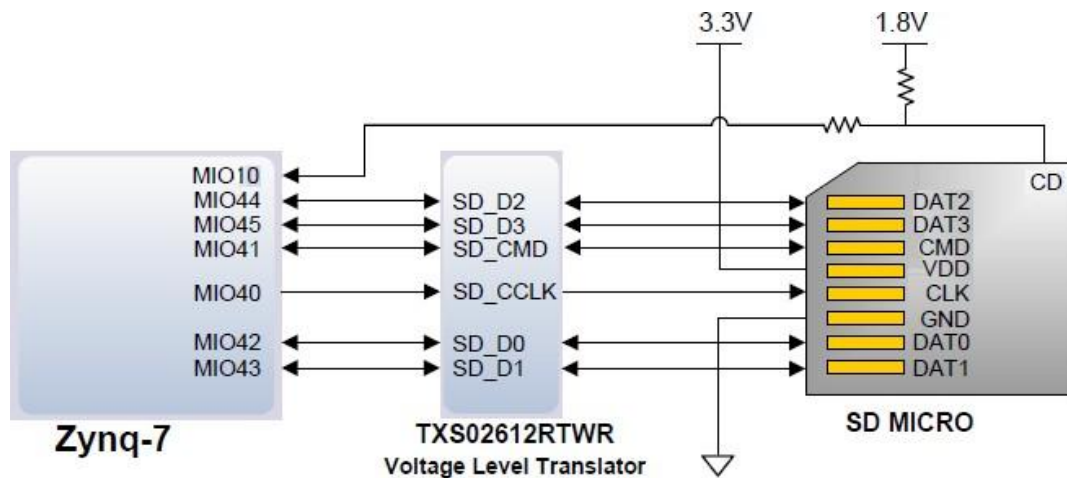 3.3V
1.8V
CD
MIO10
MIO44
MIO45
MIO41
MIO40
MIO42
MIO43
SD_D2
SD_D3
SD_CMD
SD_CCLK
SD_D0
SD_D1
DAT2
DAT3
CMD
VDD
CLK
GND
DAT0
DAT1
Zynq-7
TXS02612RTWR
Voltage Level Translator
SD MICRO